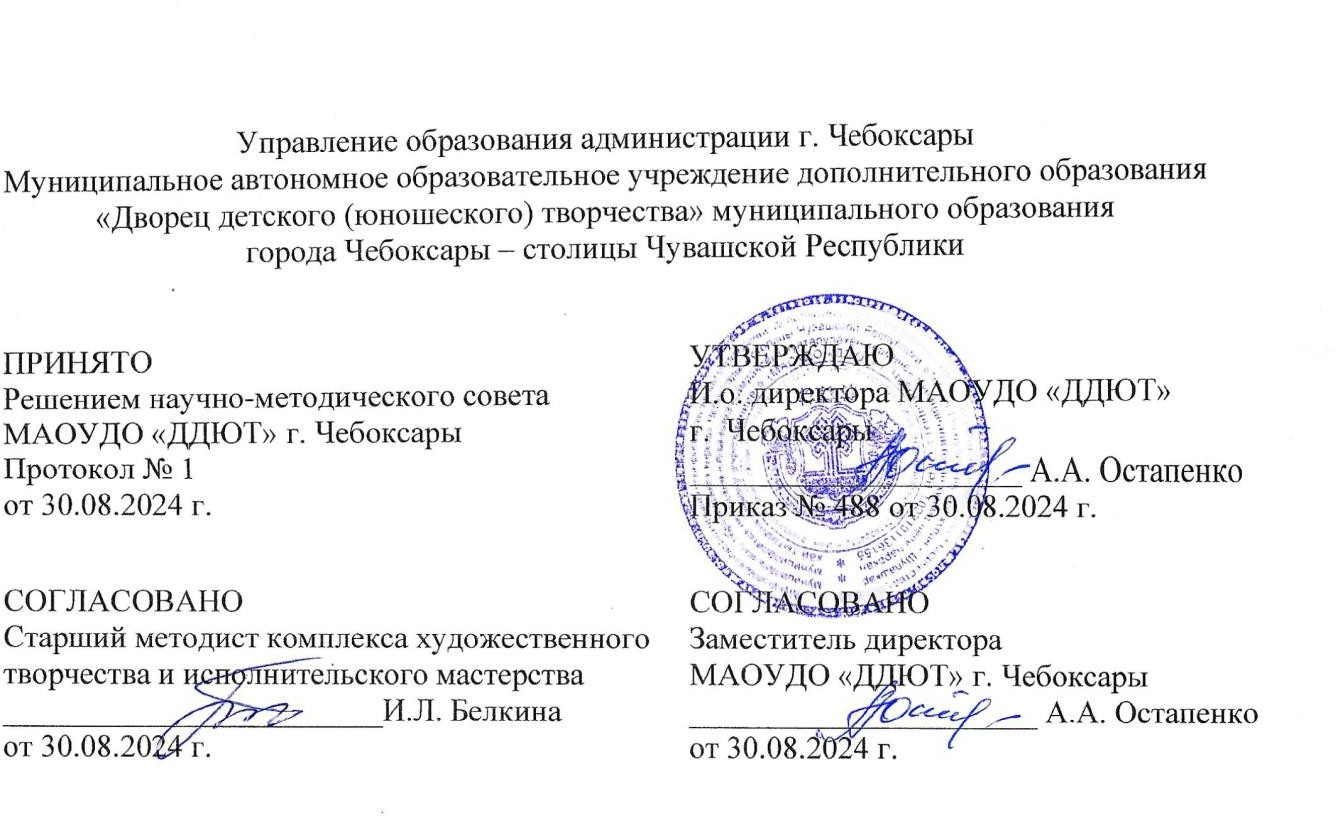 Управление образования администрации г. Чебоксары
Муниципальное автономное образовательное учреждение дополнительного образования
«Дворец детского (юношеского) творчества» муниципального образования
города Чебоксары – столицы Чувашской Республики
ПРИНЯТО
Решением научно-методического совета
МАОУДО «ДДЮТ» г. Чебоксары
Протокол № 1
от 30.08.2024 г.
УТВЕРЖДАЮ
И.о. директора МАОУДО «ДДЮТ»
г. Чебоксары
А.А. Остапенко
Приказ № 488 от 30.08.2024 г.
СОГЛАСОВАНО
Старший методист комплекса художественного
творчества и исполнительского мастерства
И.Л. Белкина
от 30.08.2024 г.
СОГЛАСОВАНО
Заместитель директора
МАОУДО «ДДЮТ» г. Чебоксары
А.А. Остапенко
от 30.08.2024 г.